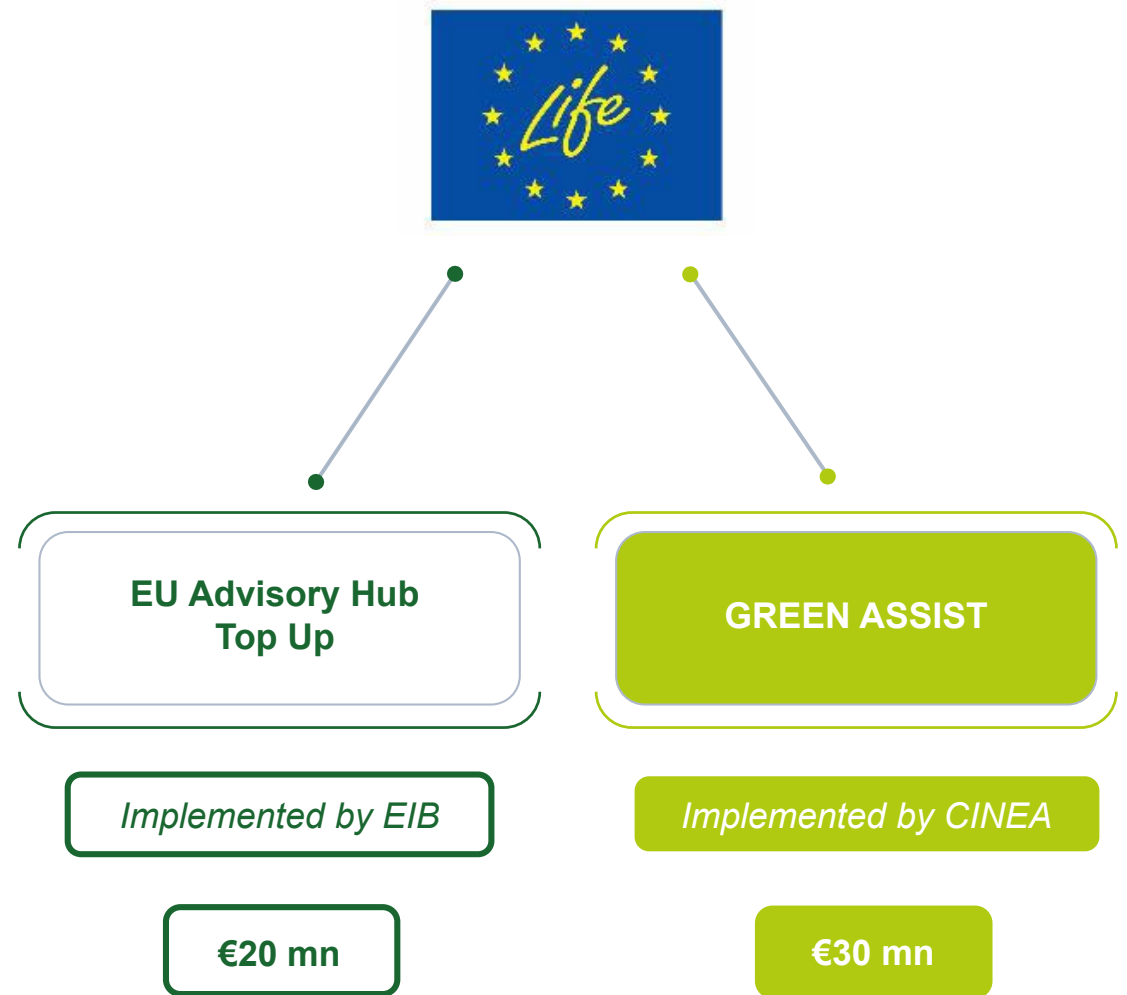 Life
EU Advisory Hub
Top Up
GREEN ASSIST
Implemented by EIB
Implemented by CINEA
€20 mn
€30 mn